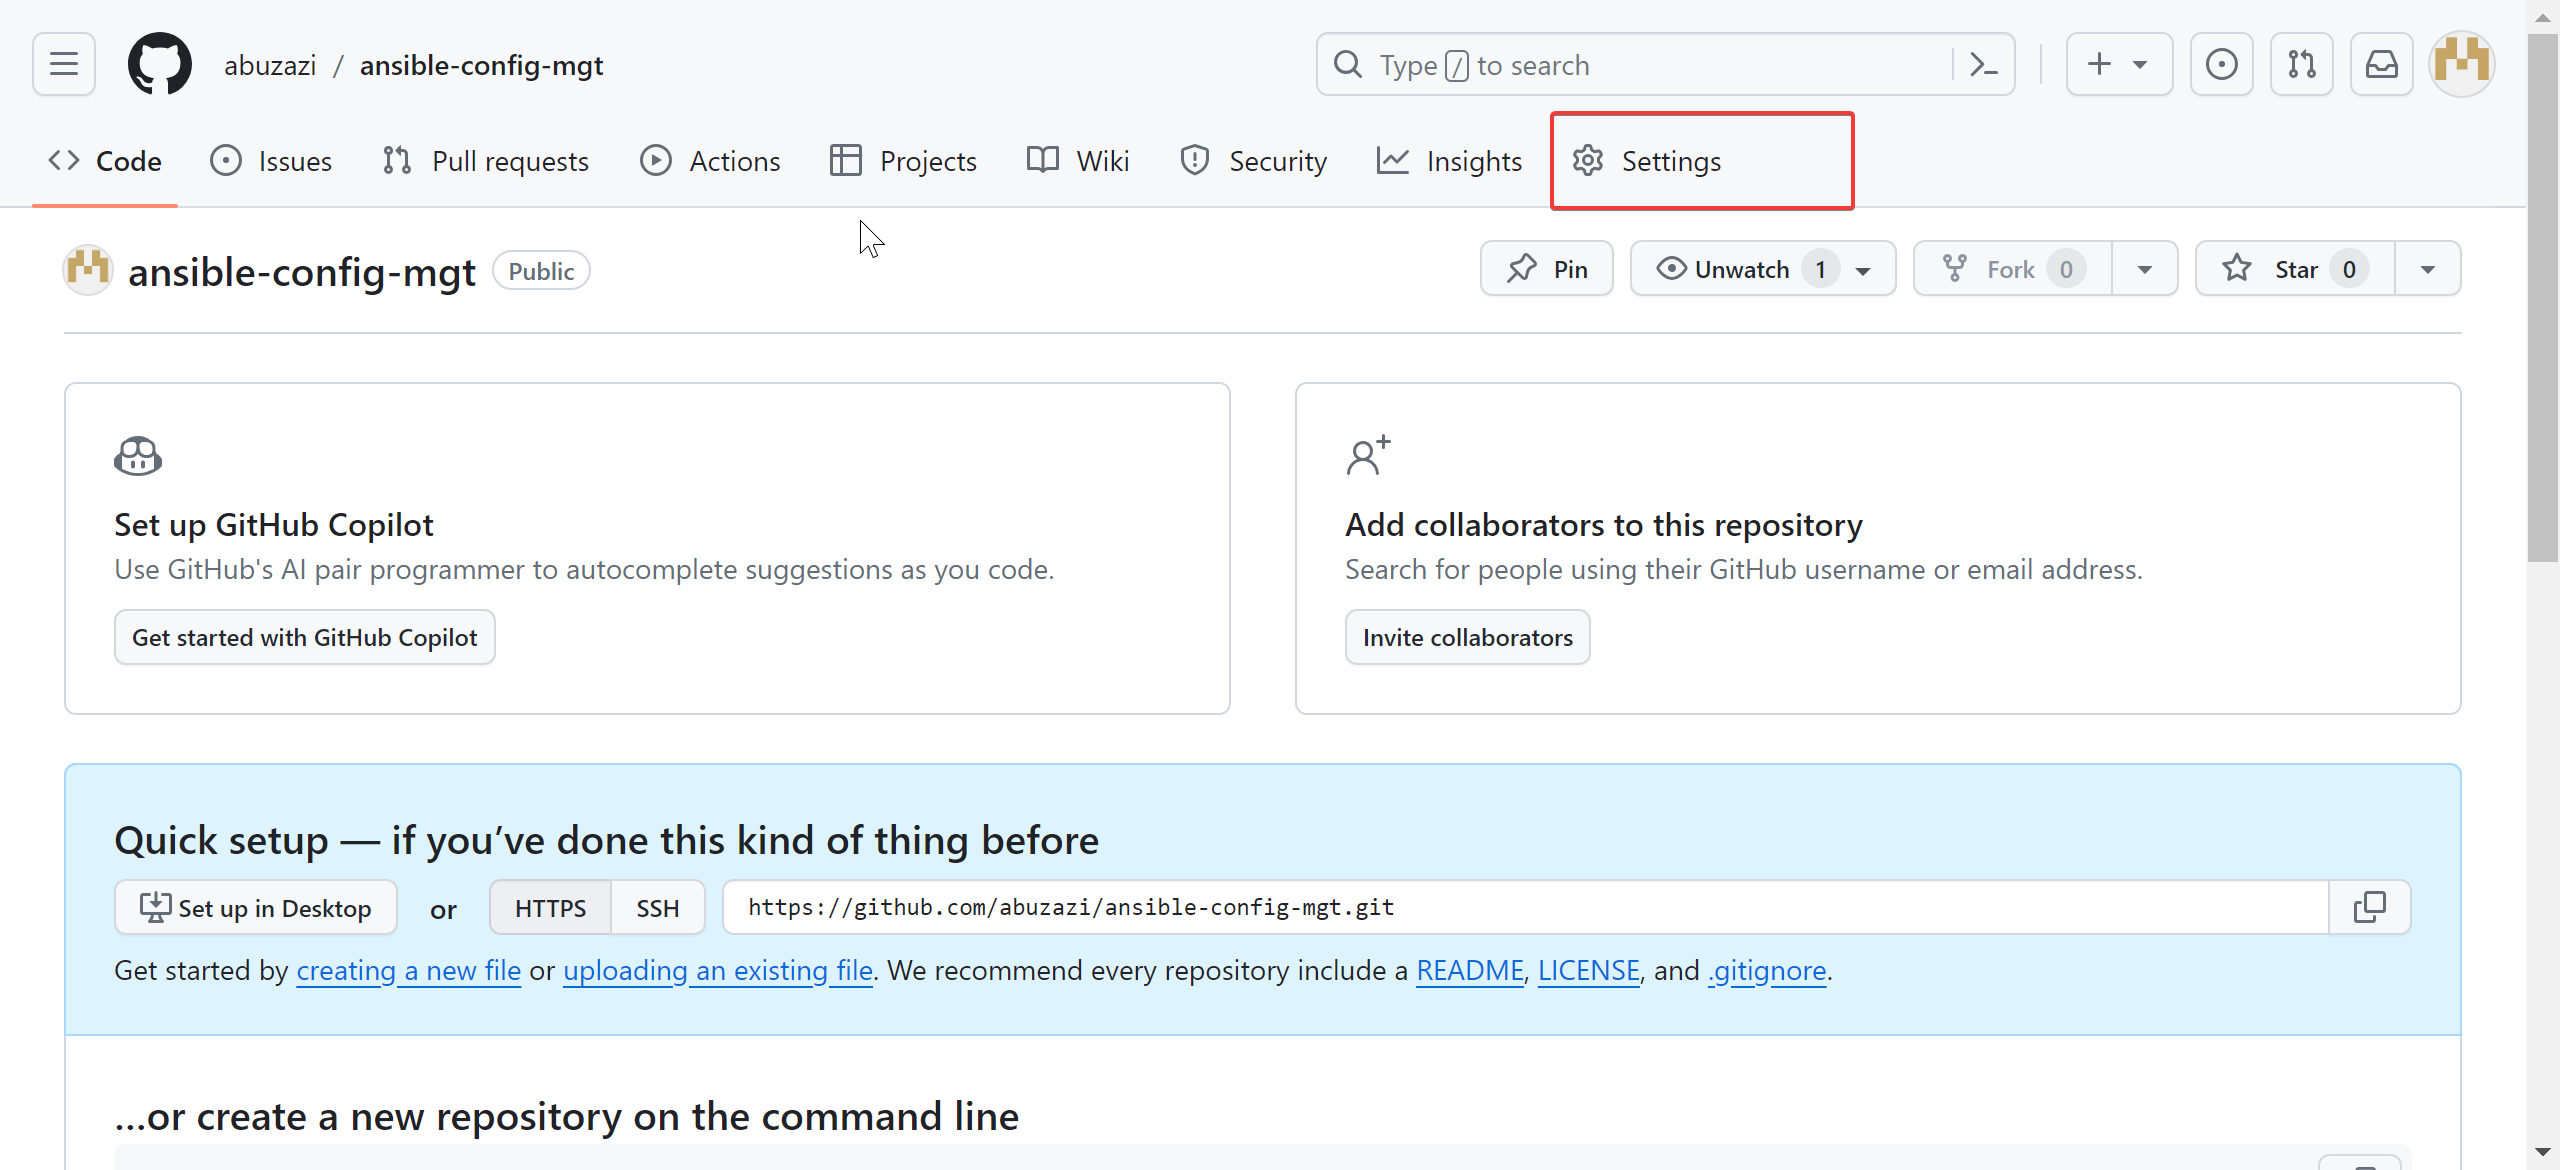 abuzazi / ansible-config-mgt
Type / to search
Code Issues Pull requests Actions Projects Wiki Security Insights Settings
ansible-config-mgt Public
Pin Unwatch 1 Fork 0 Star 0
Set up GitHub Copilot
Use GitHub's AI pair programmer to autocomplete suggestions as you code.
Get started with GitHub Copilot
Add collaborators to this repository
Search for people using their GitHub username or email address.
Invite collaborators
Quick setup — if you’ve done this kind of thing before
Set up in Desktop or HTTPS SSH https://github.com/abuzazi/ansible-config-mgt.git
Get started by creating a new file or uploading an existing file. We recommend every repository include a README, LICENSE, and .gitignore.
…or create a new repository on the command line